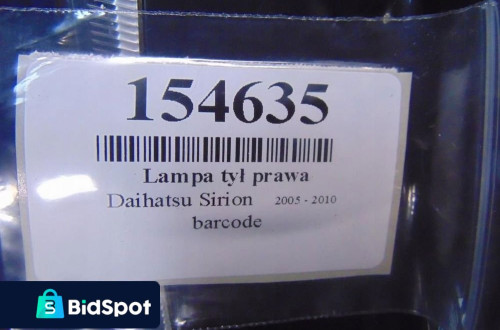 154635
Lampa tył prawa
Daihatsu Sirion 2005 - 2010
barcode
S BidSpot